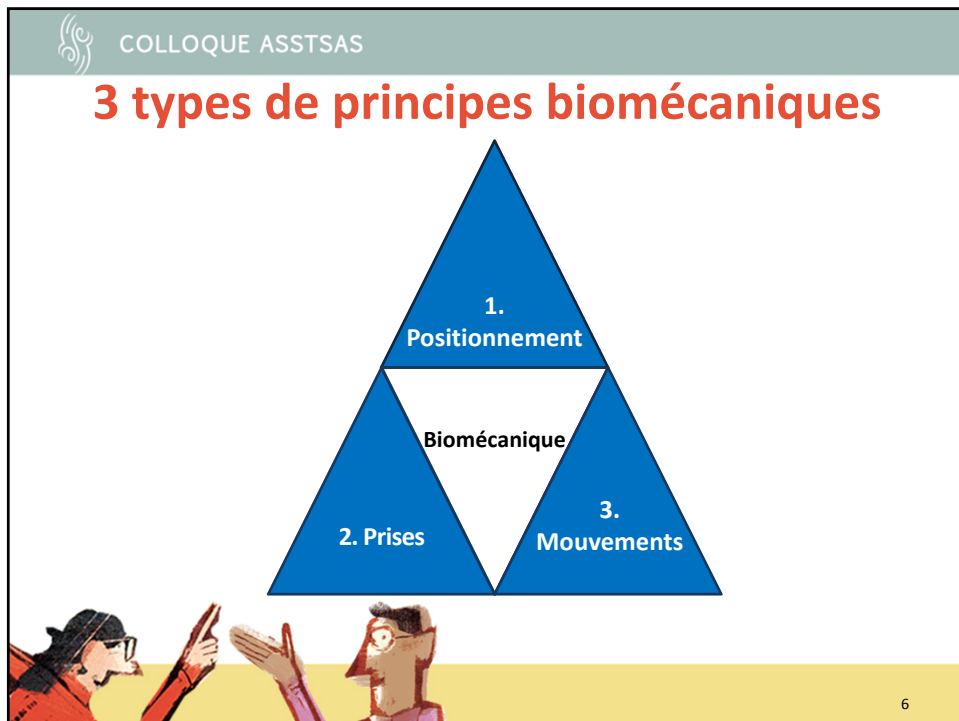 COLLOQUE ASSTSAS
3 types de principes biomécaniques
1.
Positionnement
Biomécanique
2. Prises
3.
Mouvements
6